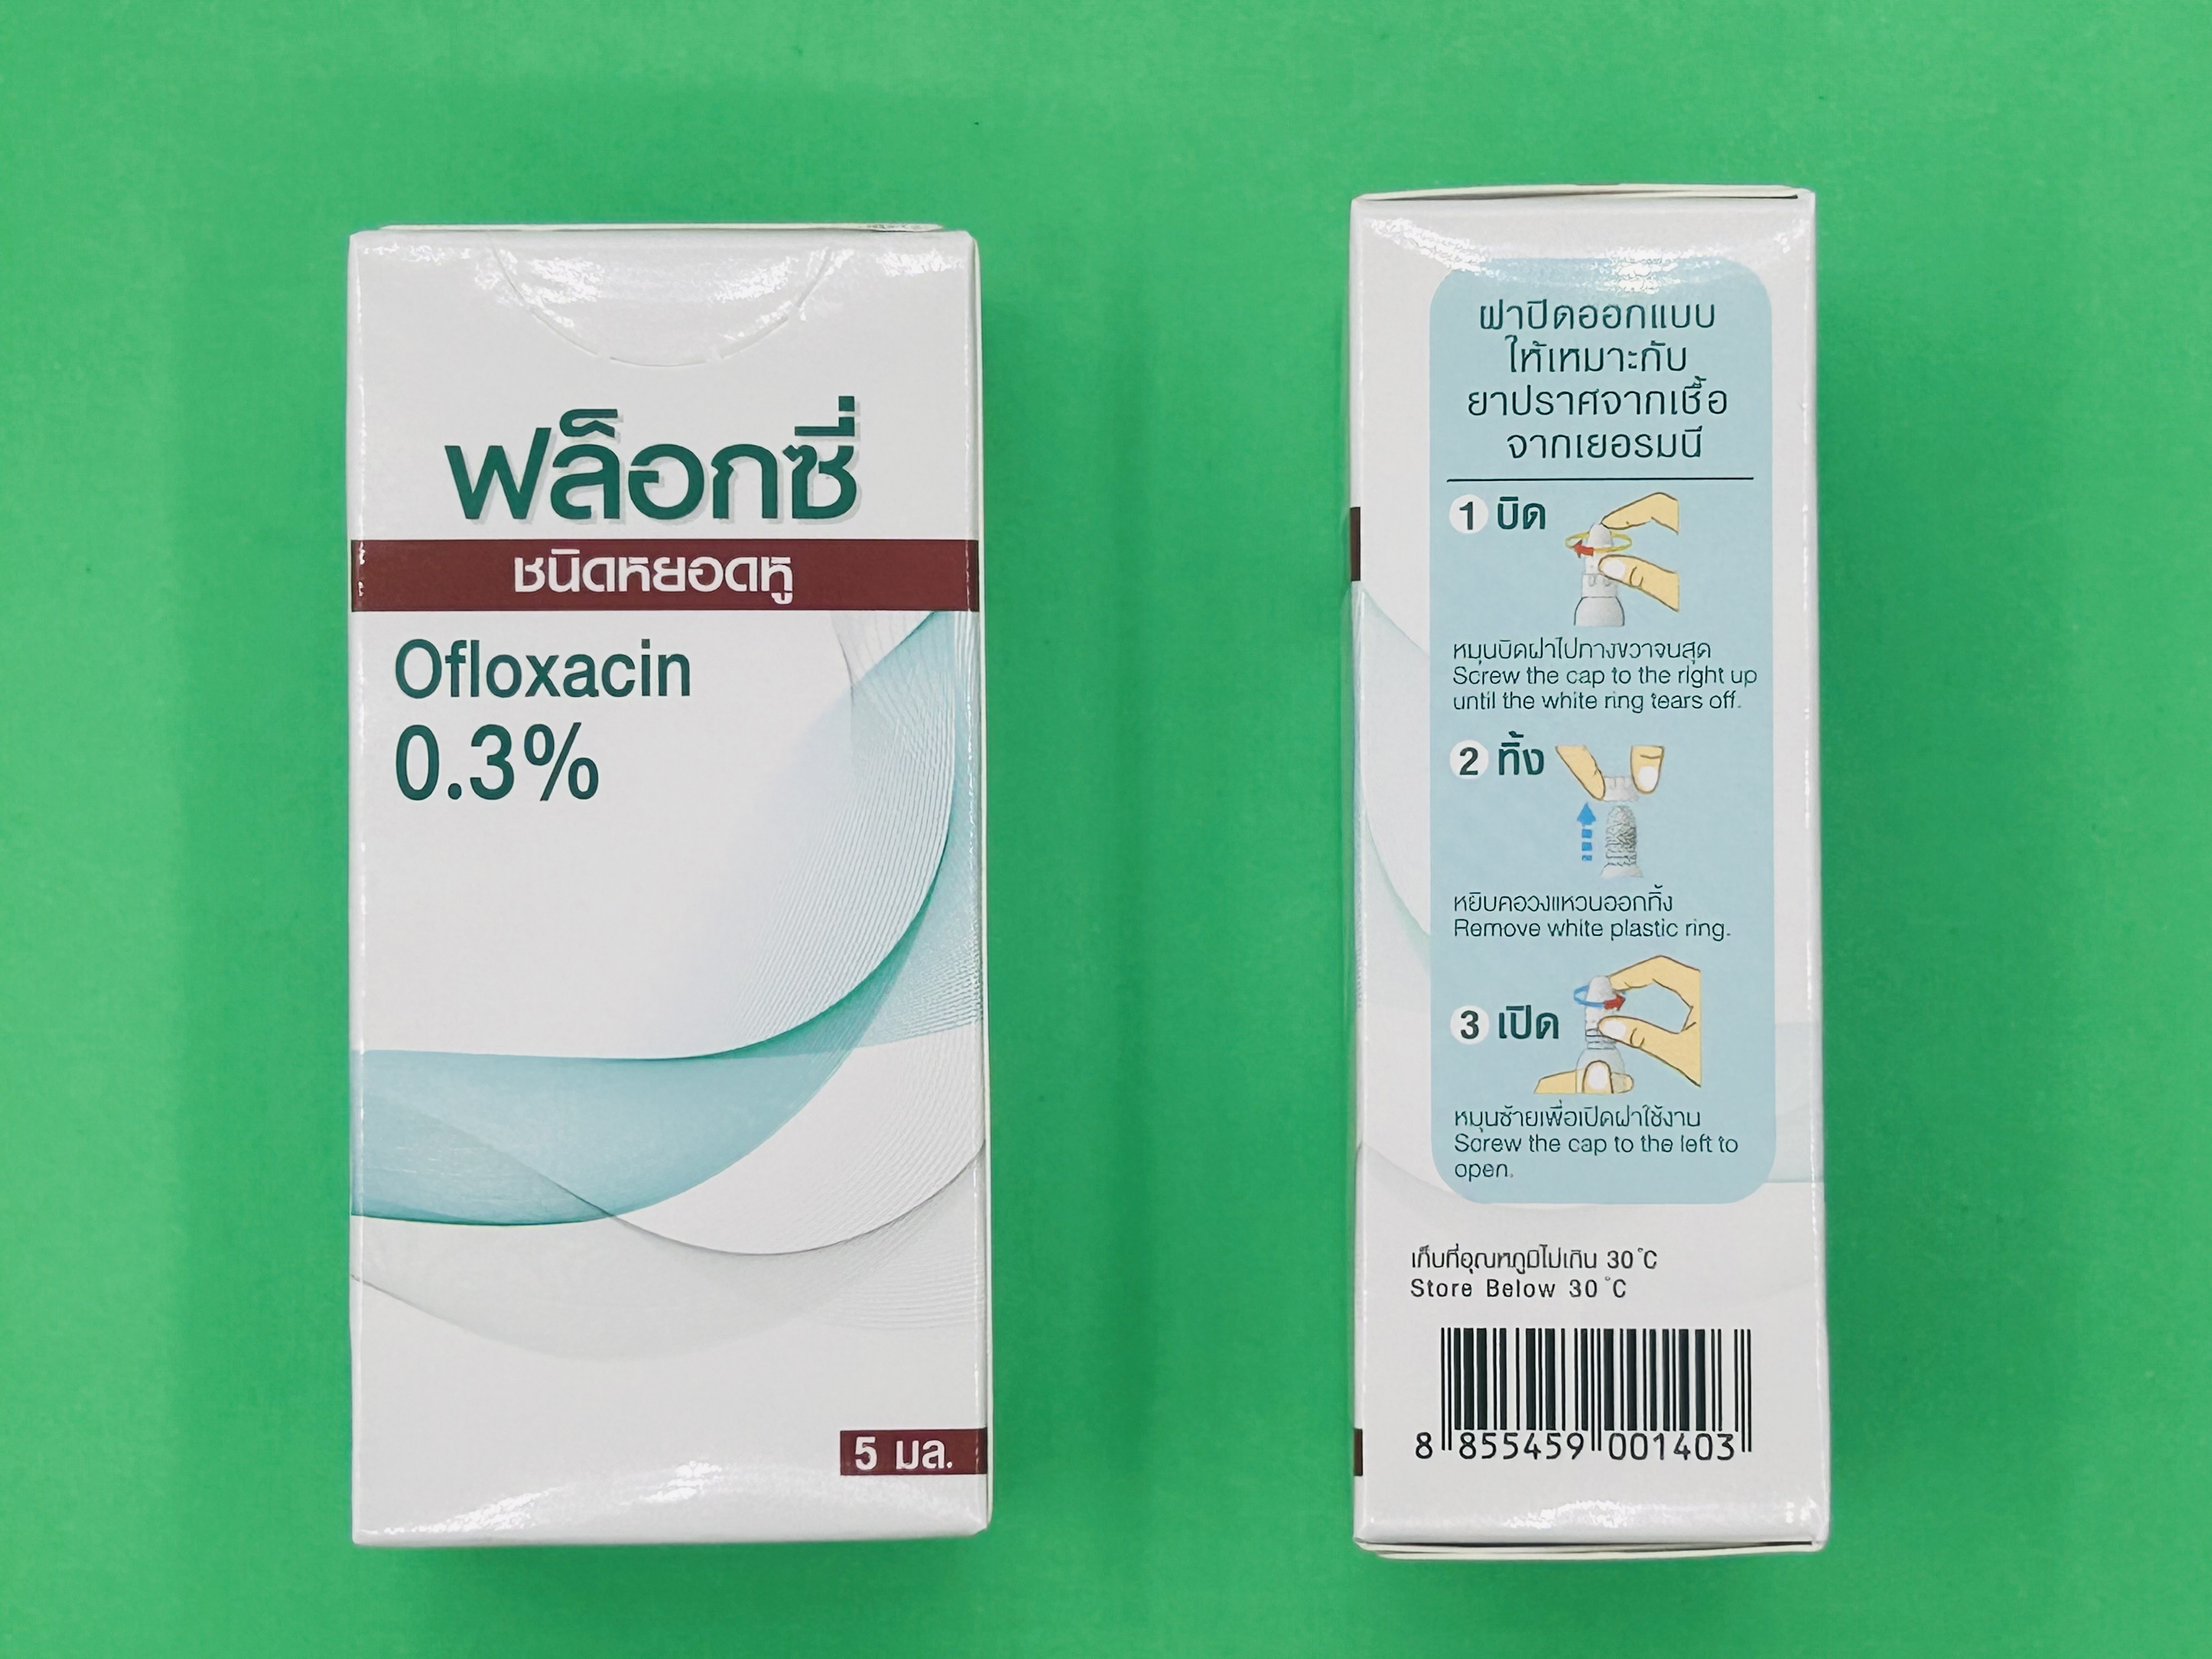 ฟล็อกซี่
ชนิดหยอดหู
Ofloxacin
0.3%
5 มล.
ฝาปิดออกแบบ
ให้เหมาะกับ
ยาปราศจากเชื้อ
จากเยอรมนี
1 บิด
หมุนบิดฝาไปทางขวาจนสุด
Screw the cap to the right up
until the white ring tears off.
2 ทิ้ง
หยิบคอวงแหวนออกทิ้ง
Remove white plastic ring.
3 เปิด
หมุนซ้ายเพื่อเปิดฝาใช้งาน
Screw the cap to the left to
open.
เก็บที่อุณหภูมิไม่เกิน 30 °C
Store Below 30 °C
8 855459 001403